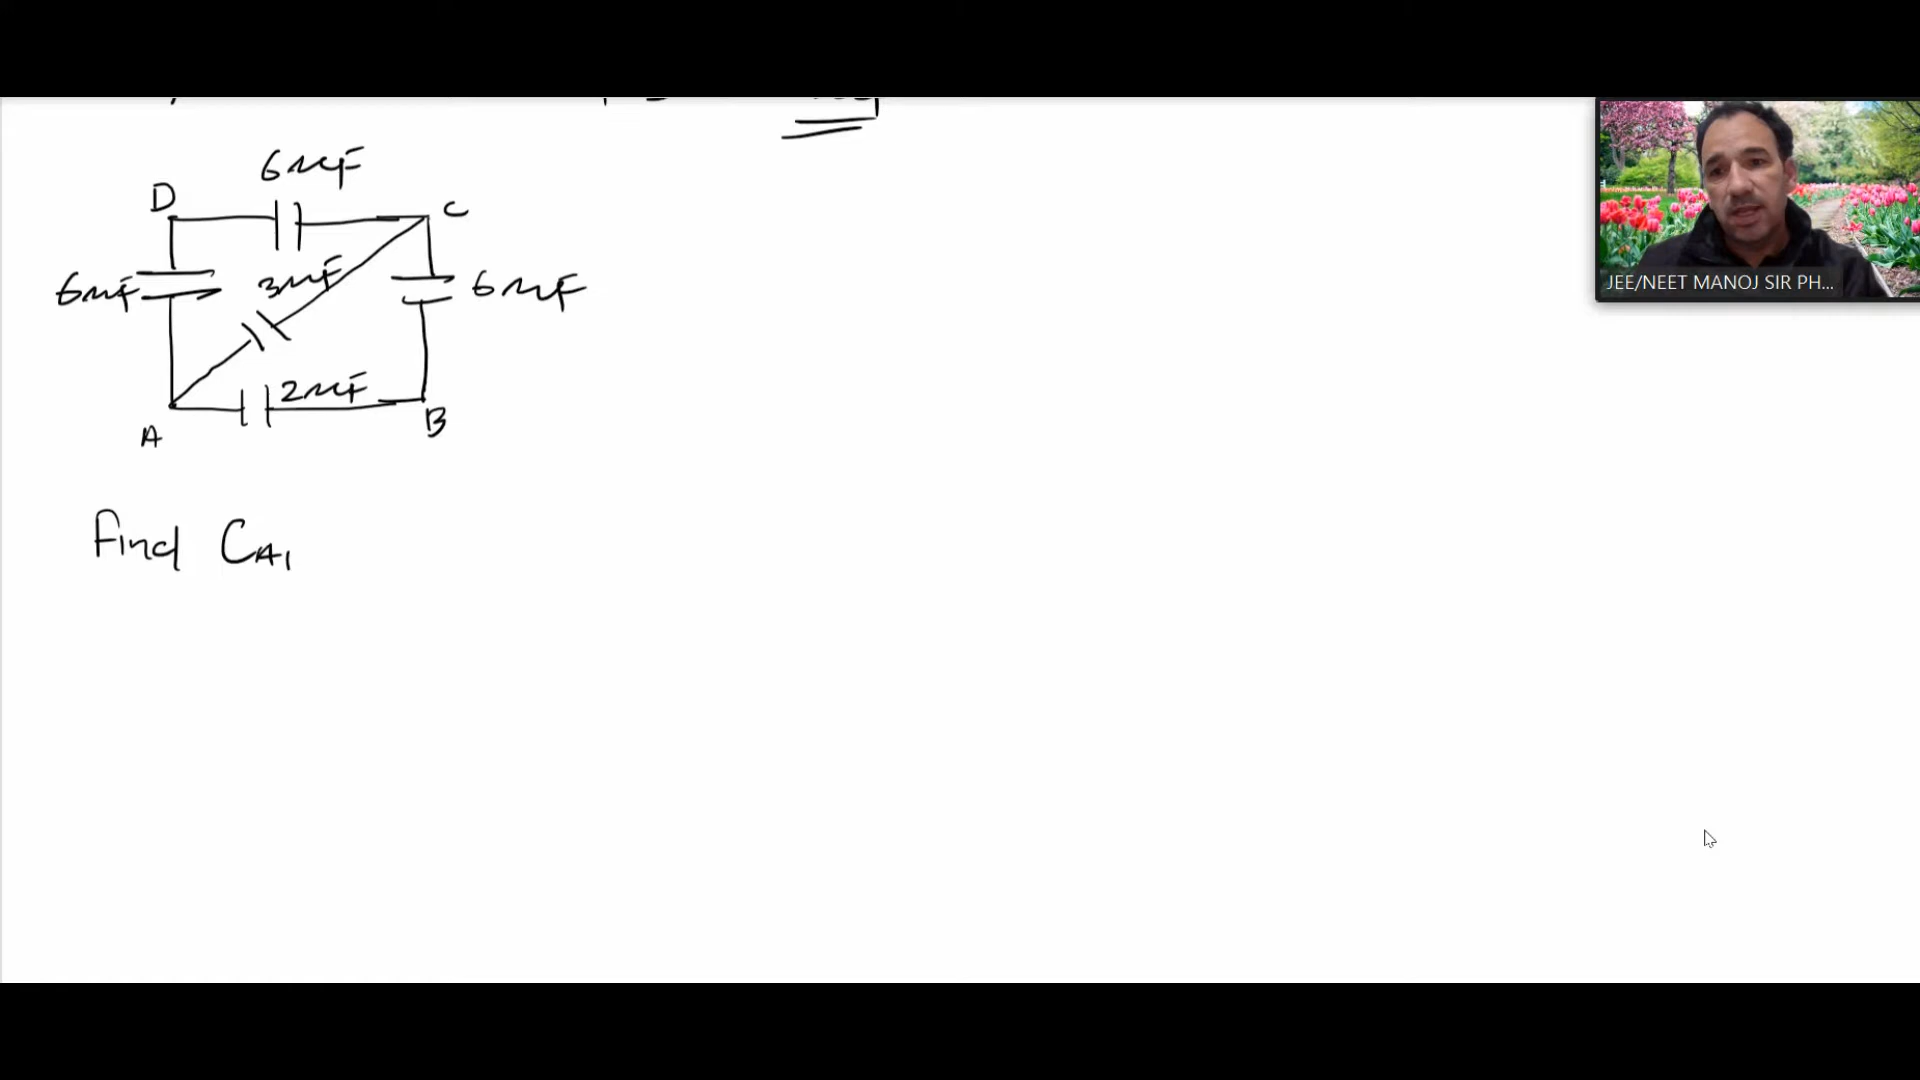 6μF
D
C
6μF
3μF
6μF
2μF
A
B
Find CA
JEE/NEET MANOJ SIR PH...